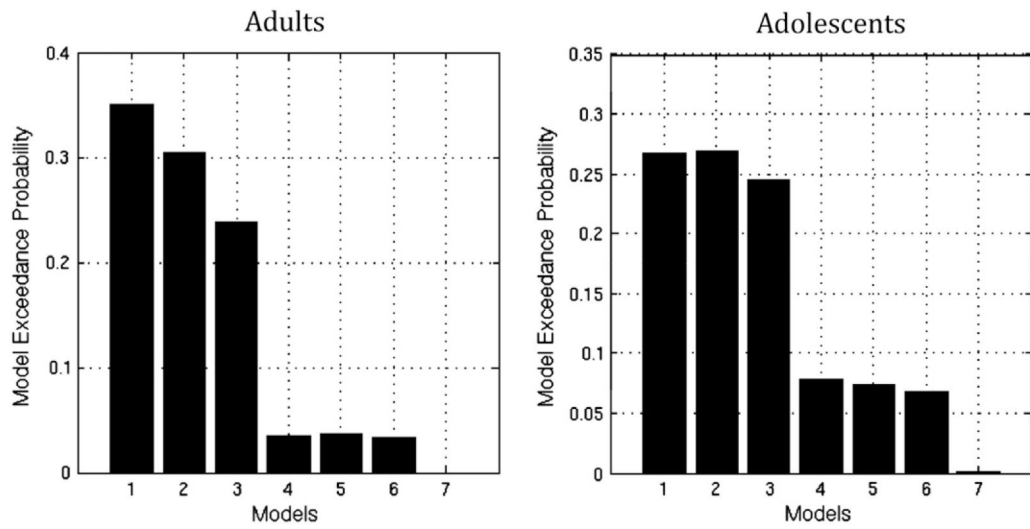 Adults
Model Exceedance Probability
0.4
0.3
0.2
0.1
0
1 2 3 4 5 6 7
Models
Adolescents
Model Exceedance Probability
0.35
0.3
0.25
0.2
0.15
0.1
0.05
0
1 2 3 4 5 6 7
Models